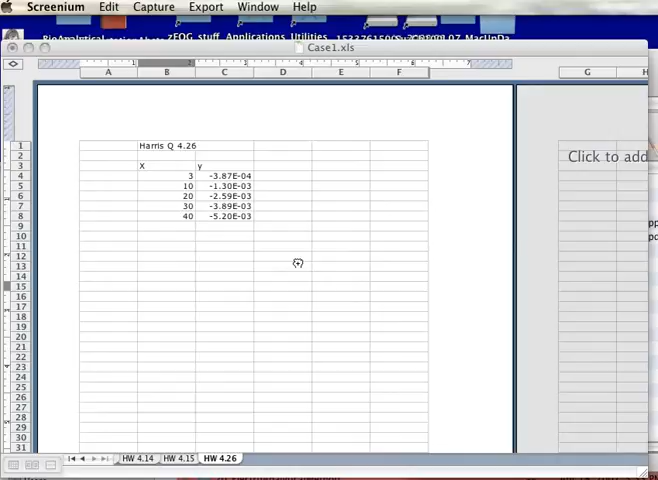 Screenium Edit Capture Export Window Help
zFOG_stuff Applications Utilities
Case1.xls
A B C D E F G H
1 Harris Q 4.26
2
3 X y
4 3 -3.87E-04
5 10 -1.30E-03
6 20 -2.59E-03
7 30 -3.89E-03
8 40 -5.20E-03
9
10
11
12
13
14
15
16
17
18
19
20
21
22
23
24
25
26
27
28
29
30
31
Click to add
HW 4.14 HW 4.15 HW 4.26